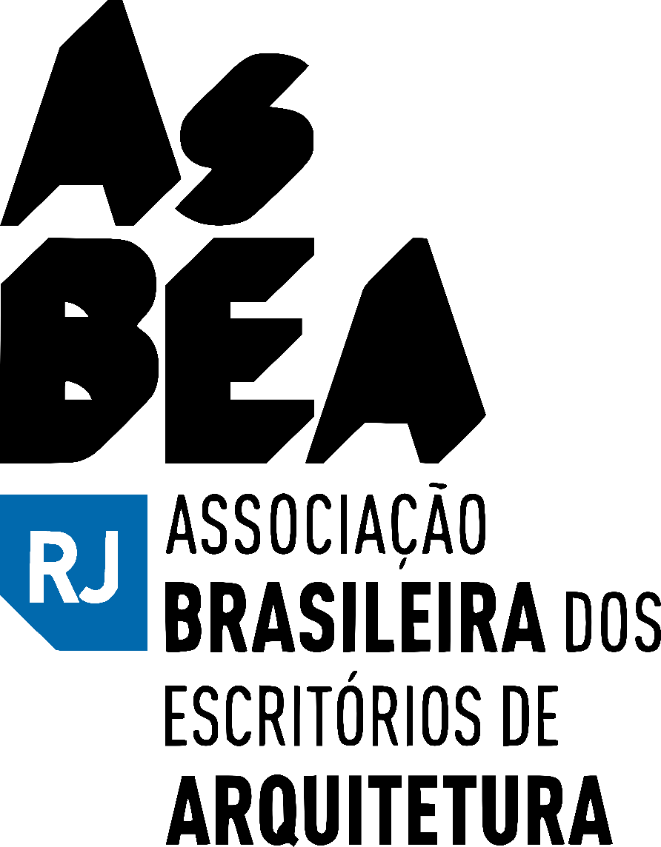 AS
BEA
RJ
ASSOCIAÇÃO
BRASILEIRA DOS
ESCRITÓRIOS DE
ARQUITETURA